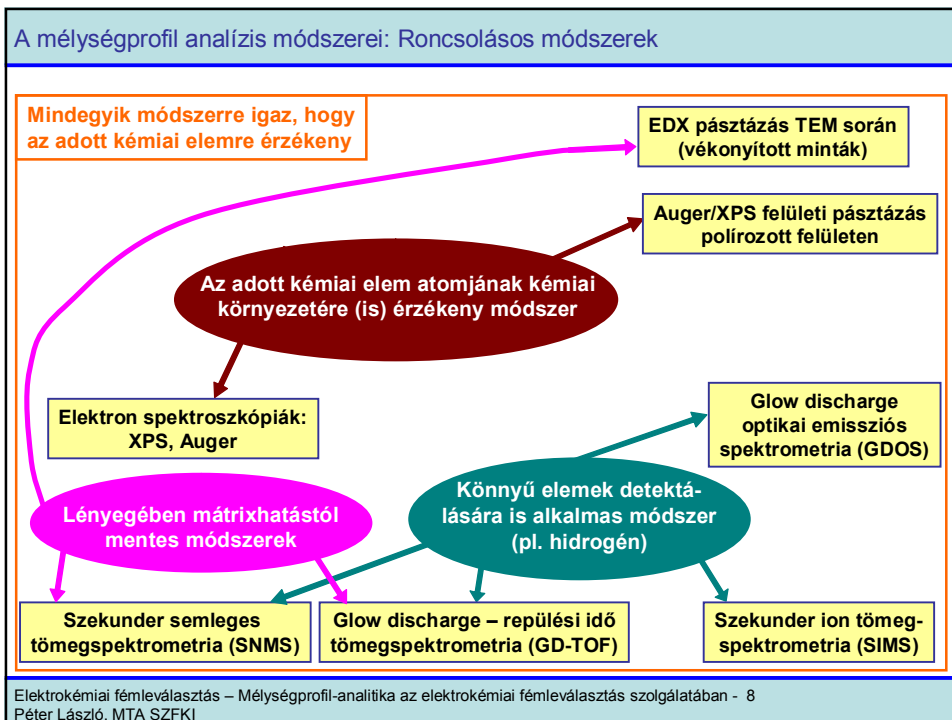 A mélységprofil analízis módszerei: Roncsolásos módszerek
Mindegyik módszerre igaz, hogy
az adott kémiai elemre érzékeny
EDX pásztázás TEM során
(vékonyított minták)
Auger/XPS felületi pásztázás
polírozott felületen
Az adott kémiai elem atomjának kémiai
környezetére (is) érzékeny módszer
Elektron spektroszkópiák:
XPS, Auger
Glow discharge
optikai emissziós
spektrometria (GDOS)
Lényegében mátrixhatástól
mentes módszerek
Könnyű elemek detektá-
lására is alkalmas módszer
(pl. hidrogén)
Szekunder semleges
tömegspektrometria (SNMS)
Glow discharge – repülési idő
tömegspektrometria (GD-TOF)
Szekunder ion tömeg-
spektrometria (SIMS)
Elektrokémiai fémleválasztás – Mélységprofil-analitika az elektrokémiai fémleválasztás szolgálatában - 8
Péter László, MTA SZFKI